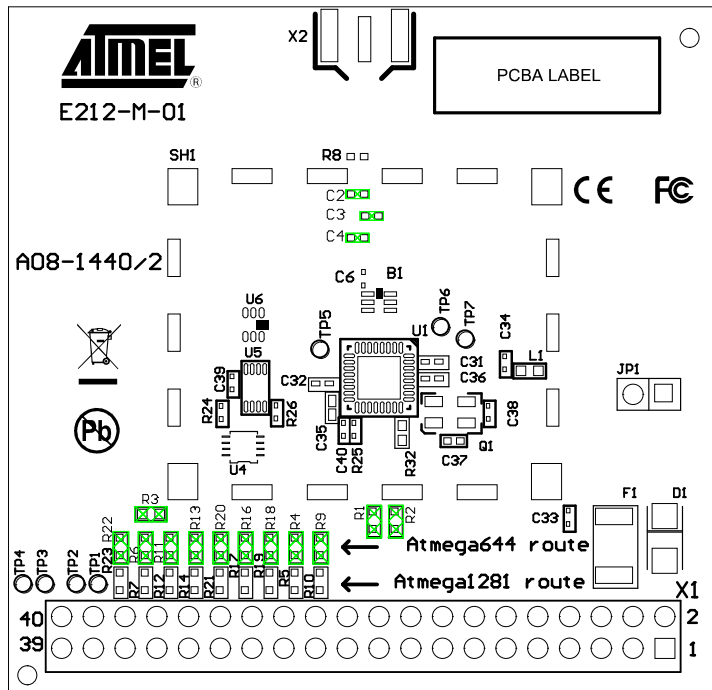 ATMEL ®
E212-M-01
X2
PCBA LABEL
SH1
R8
CE FC
C2
C3
C4
A08-1440/2
C6
B1
U6
TP5
TP6
TP7
U1
C34
U5
C39
C32
C31
C36
L1
JP1
R24
R26
C35
C40
R25
R32
C38
Q1
C37
Pb
U4
R3
R1
R2
C33
F1
D1
R22
R6
R11
R13
R20
R16
R18
R4
R9
Atmega644 route
TP4
TP3
TP2
TP1
R23
R7
R12
R14
R21
R17
R19
R5
R10
Atmega1281 route
X1
40
2
39
1